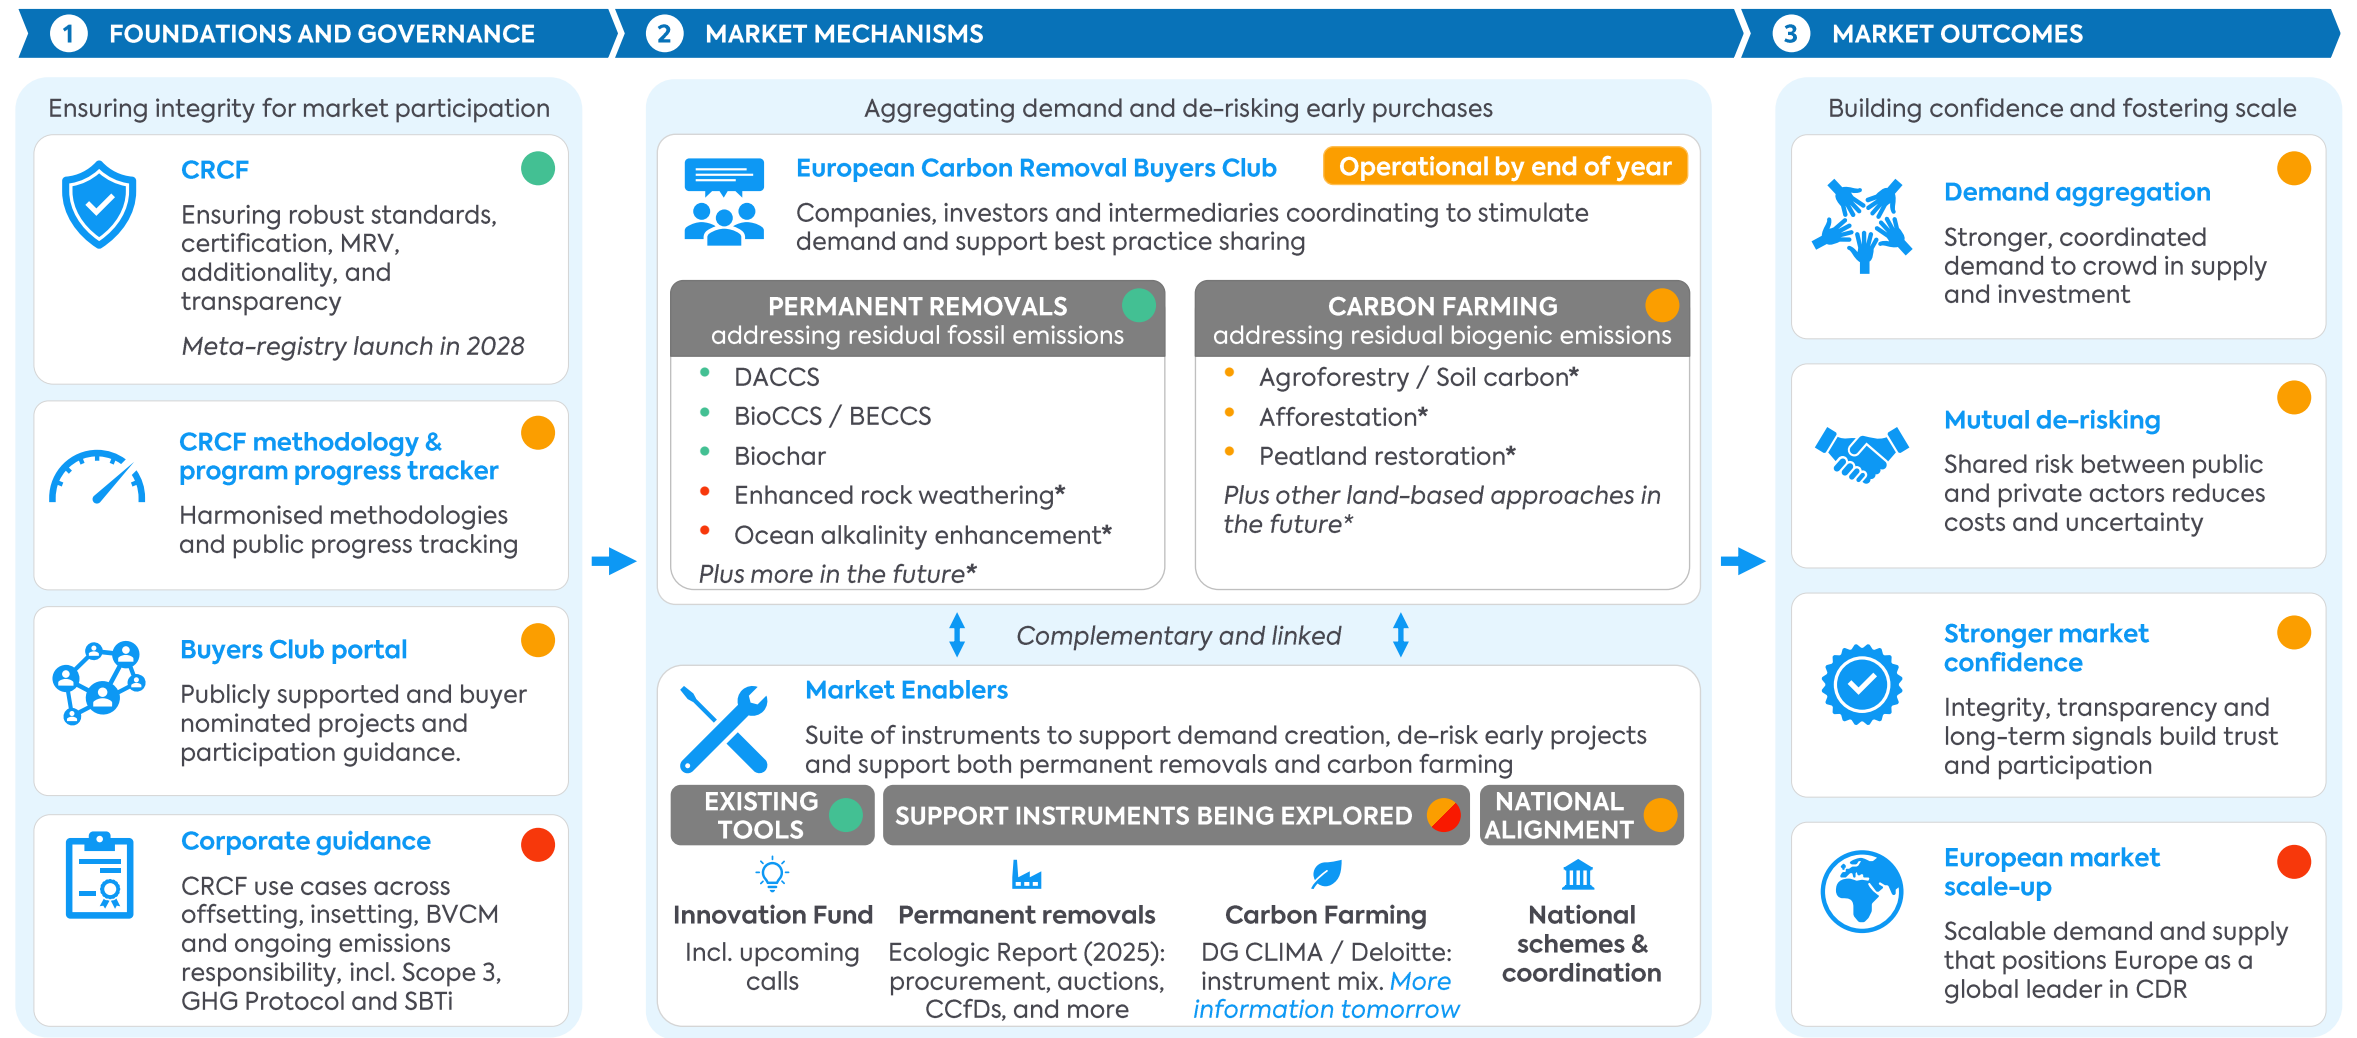 1 FOUNDATIONS AND GOVERNANCE
2 MARKET MECHANISMS
3 MARKET OUTCOMES
Ensuring integrity for market participation
CRCF
Ensuring robust standards,
certification, MRV,
additionality, and
transparency
Meta-registry launch in 2028
CRCF methodology &
program progress tracker
Harmonised methodologies
and public progress tracking
Buyers Club portal
Publicly supported and buyer
nominated projects and
participation guidance.
Corporate guidance
CRCF use cases across
offsetting, insetting, BVCM
and ongoing emissions
responsibility, incl. Scope 3,
GHG Protocol and SBTi
Aggregating demand and de-risking early purchases
European Carbon Removal Buyers Club
Operational by end of year
Companies, investors and intermediaries coordinating to stimulate
demand and support best practice sharing
PERMANENT REMOVALS
addressing residual fossil emissions
• DACCS
• BioCCS / BECCS
• Biochar
• Enhanced rock weathering*
• Ocean alkalinity enhancement*
Plus more in the future*
CARBON FARMING
addressing residual biogenic emissions
• Agroforestry / Soil carbon*
• Afforestation*
• Peatland restoration*
Plus other land-based approaches in
the future*
Complementary and linked
Market Enablers
Suite of instruments to support demand creation, de-risk early projects
and support both permanent removals and carbon farming
EXISTING
TOOLS
Innovation Fund
Incl. upcoming
calls
SUPPORT INSTRUMENTS BEING EXPLORED
Permanent removals
Ecologic Report (2025):
procurement, auctions,
CCfDs, and more
Carbon Farming
DG CLIMA / Deloitte:
instrument mix. More
information tomorrow
NATIONAL
ALIGNMENT
National
schemes &
coordination
Building confidence and fostering scale
Demand aggregation
Stronger, coordinated
demand to crowd in supply
and investment
Mutual de-risking
Shared risk between public
and private actors reduces
costs and uncertainty
Stronger market
confidence
Integrity, transparency and
long-term signals build trust
and participation
European market
scale-up
Scalable demand and supply
that positions Europe as a
global leader in CDR